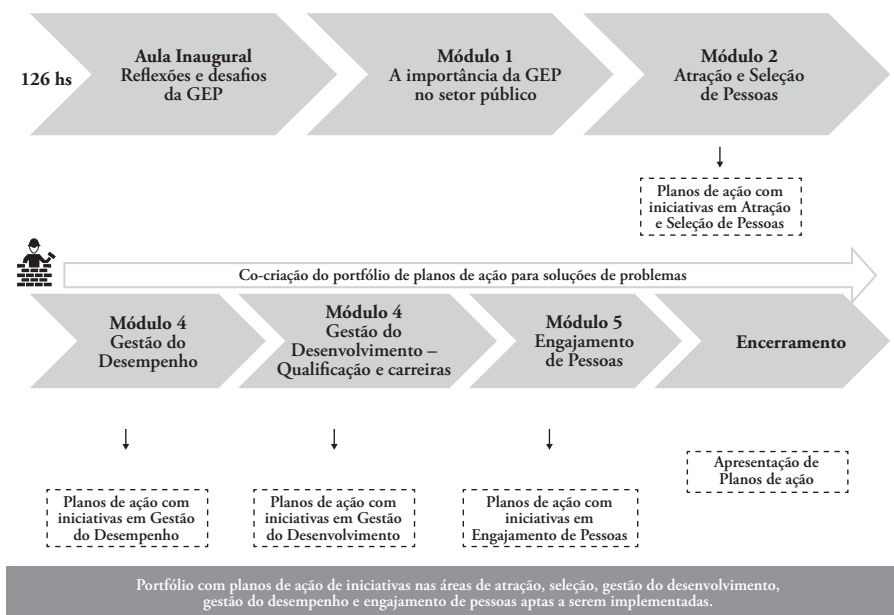 126 hs
Aula Inaugural
Reflexões e desafios
da GEP
Módulo 1
A importância da GEP
no setor público
Módulo 2
Atração e Seleção
de Pessoas
Planos de ação com
iniciativas em Atração
e Seleção de Pessoas
Co-criação do portfólio de planos de ação para soluções de problemas
Módulo 4
Gestão do
Desempenho
Módulo 4
Gestão do
Desenvolvimento –
Qualificação e carreiras
Módulo 5
Engajamento
de Pessoas
Encerramento
Planos de ação com
iniciativas em Gestão
do Desempenho
Planos de ação com
iniciativas em Gestão
do Desenvolvimento
Planos de ação com
iniciativas em
Engajamento de Pessoas
Apresentação de
Planos de ação
Portfólio com planos de ação de iniciativas nas áreas de atração, seleção, gestão do desenvolvimento,
gestão do desempenho e engajamento de pessoas aptas a serem implementadas.